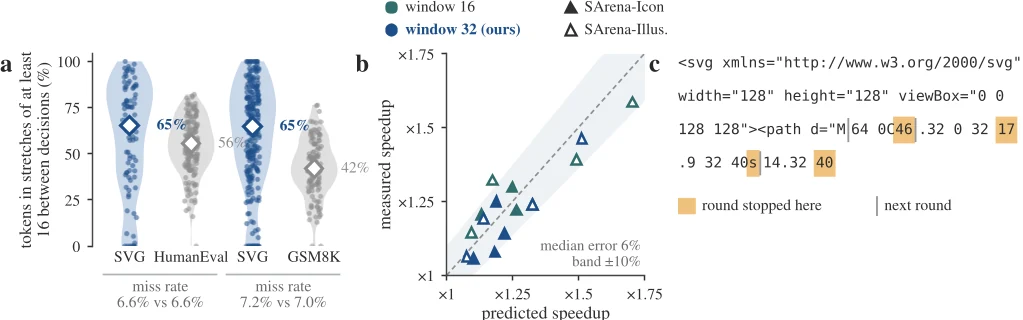 window 16
window 32 (ours)
SArena-Icon
SArena-Illus.
a
tokens in stretches of at least
16 between decisions (%)
100
75
50
25
0
65%
56%
65%
42%
SVG
HumanEval
SVG
GSM8K
miss rate
6.6% vs 6.6%
miss rate
7.2% vs 7.0%
b
measured speedup
×1.75
×1.5
×1.25
×1
median error 6%
band ±10%
×1
×1.25
×1.5
×1.75
predicted speedup
c
<svg xmlns="http://www.w3.org/2000/svg"
width="128" height="128" viewBox="0 0
128 128"><path d="M 64 0C46 .32 0 32 17
.9 32 40s 14.32 40
round stopped here
next round